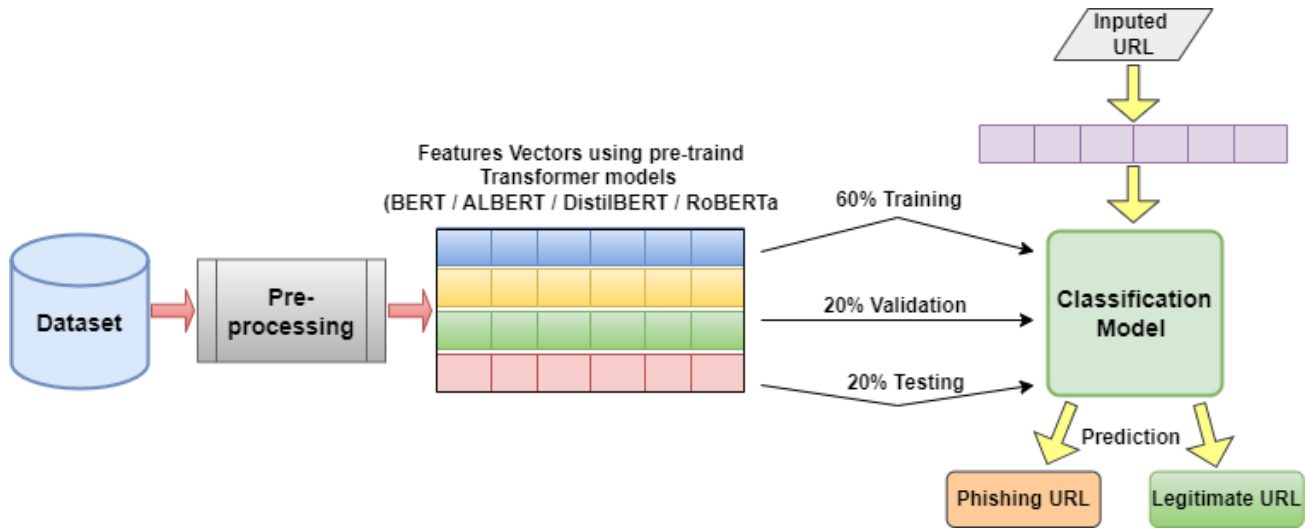 Inputed
URL
Features Vectors using pre-traind
Transformer models
(BERT / ALBERT / DistilBERT / RoBERTa
60% Training
Dataset
Pre-
processing
20% Validation
Classification
Model
20% Testing
Prediction
Phishing URL
Legitimate URL